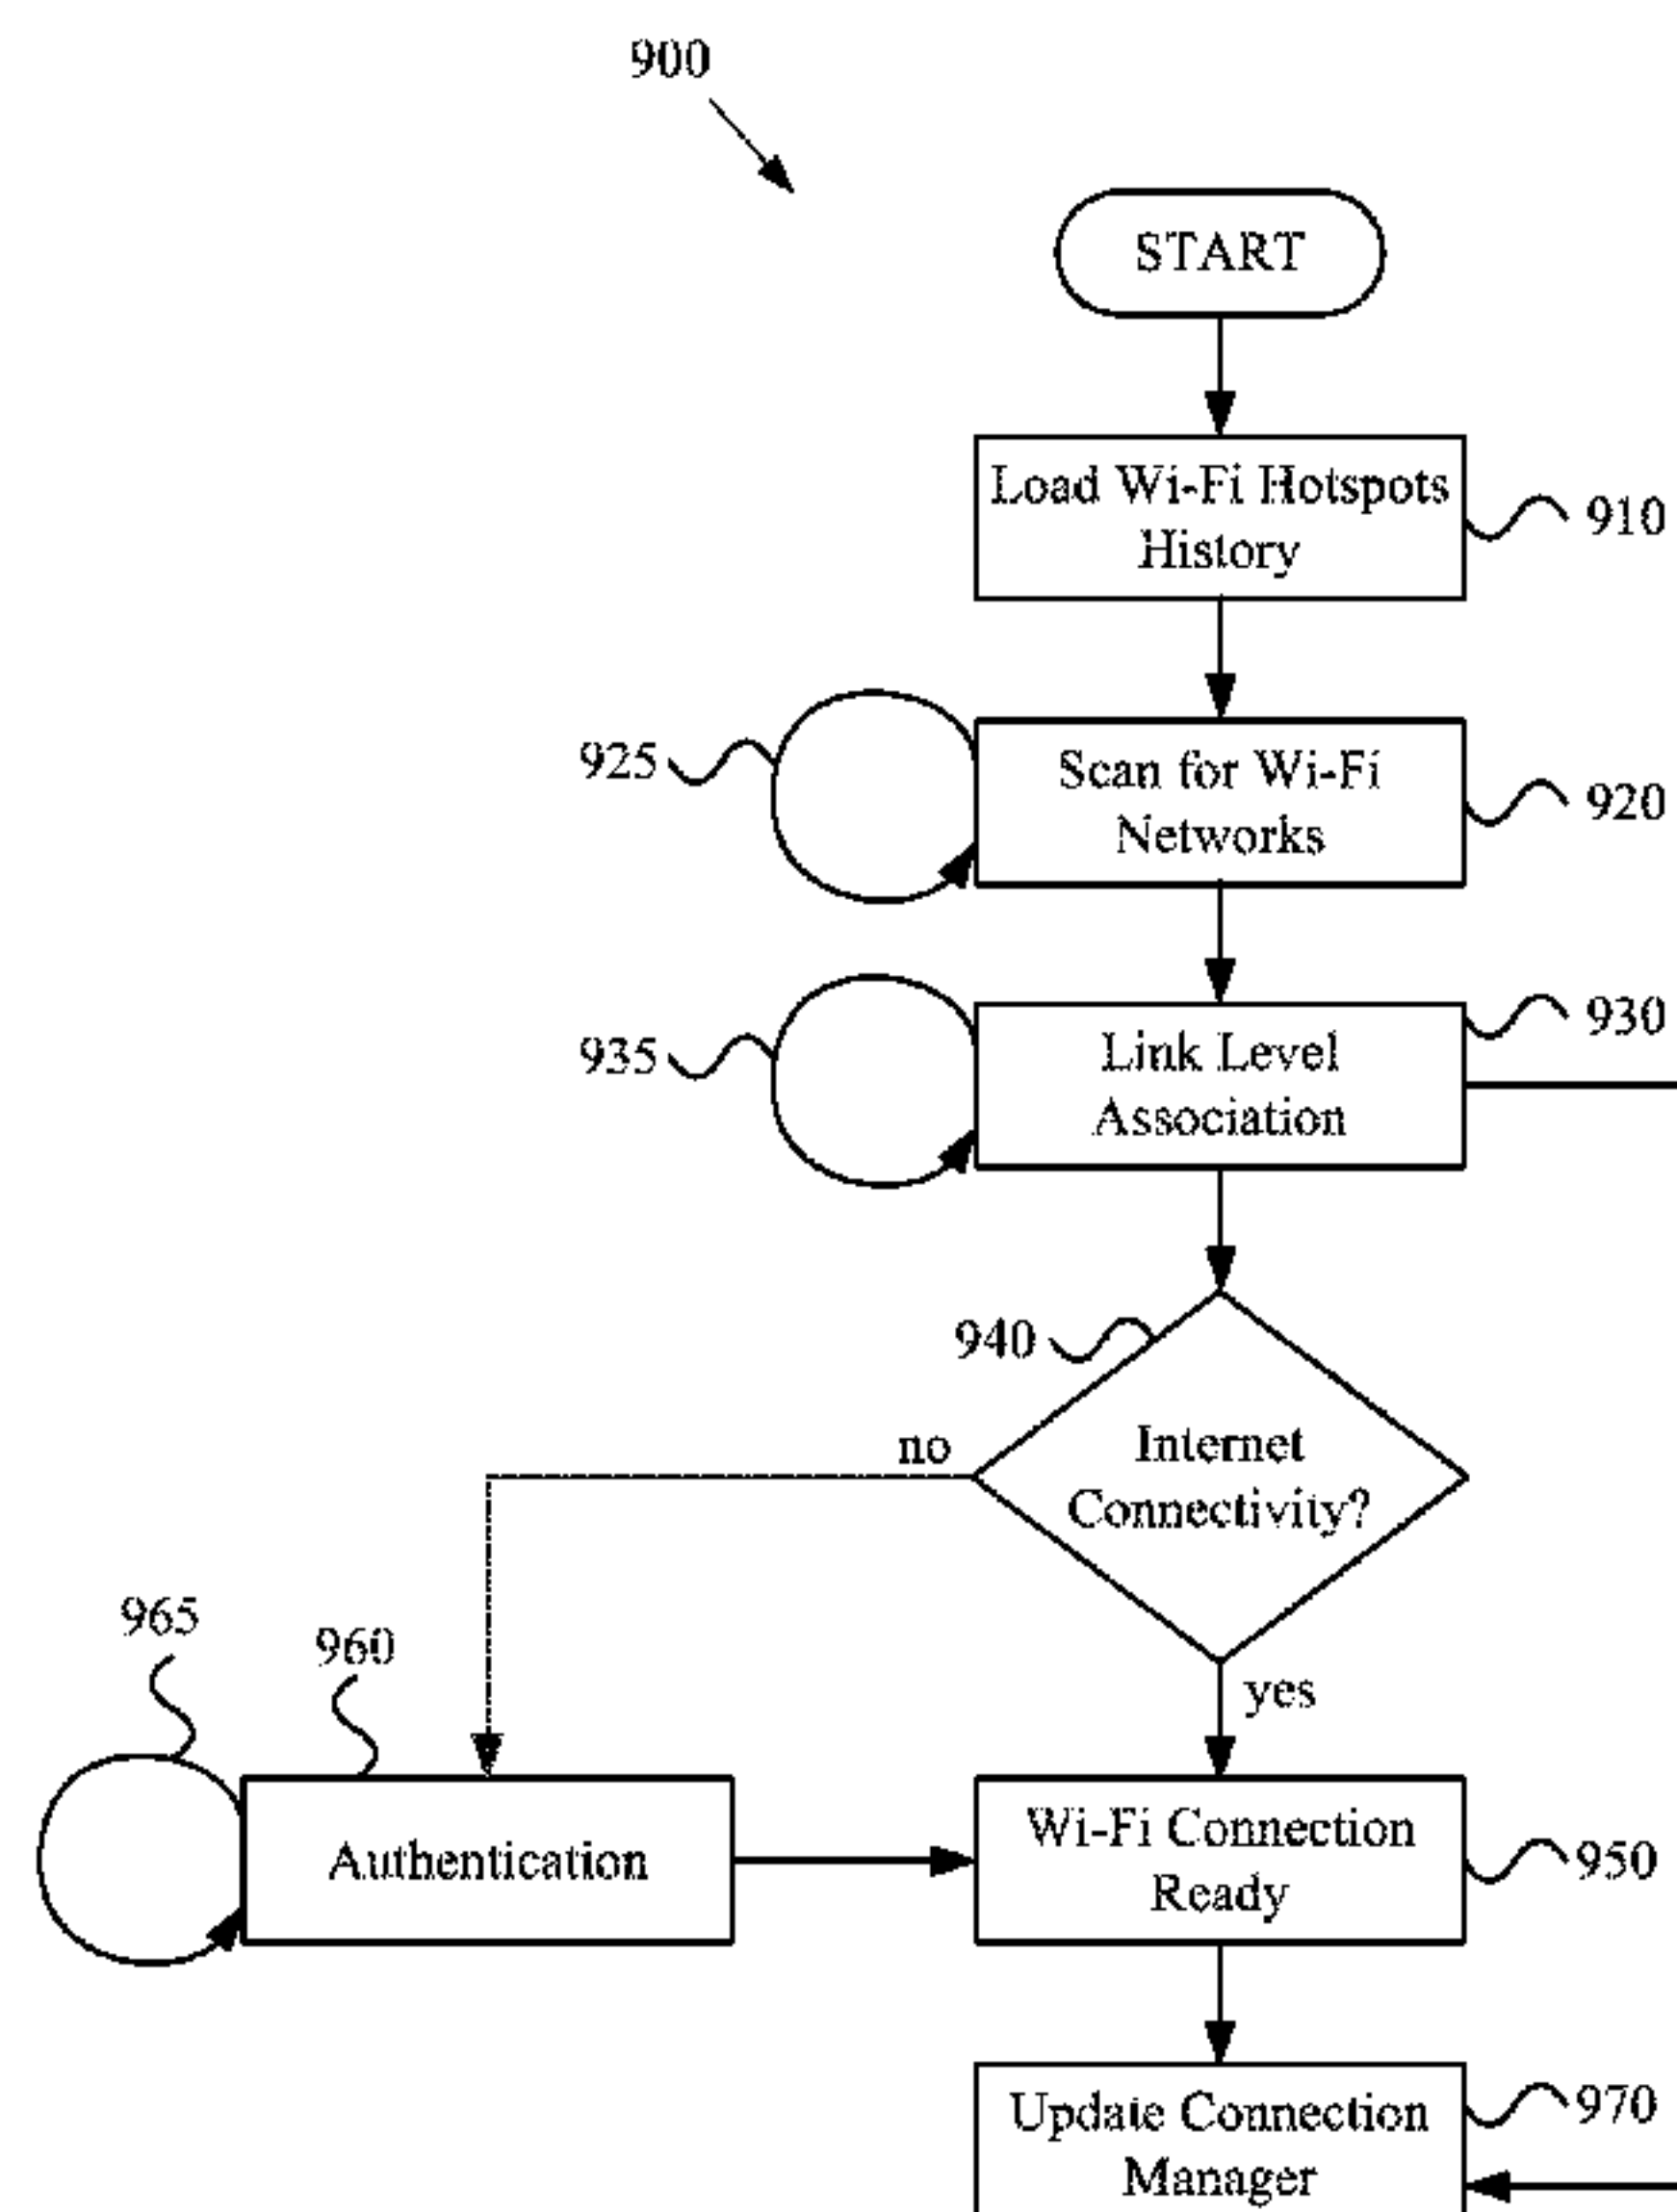 900
START
Load Wi-Fi Hotspots
History
910
925
Scan for Wi-Fi
Networks
920
930
935
Link Level
Association
940
no
Internet
Connectivity?
965
960
yes
Authentication
Wi-Fi Connection
Ready
950
Update Connection
Manager
970